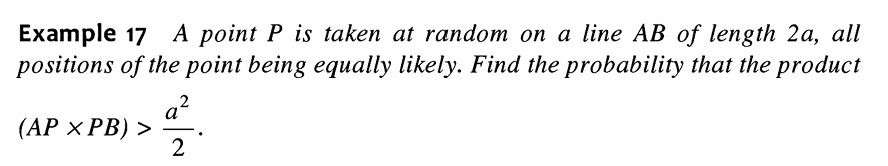 Example 17 A point P is taken at random on a line AB of length 2a, all
positions of the point being equally likely. Find the probability that the product
(AP × PB) > a²/2.